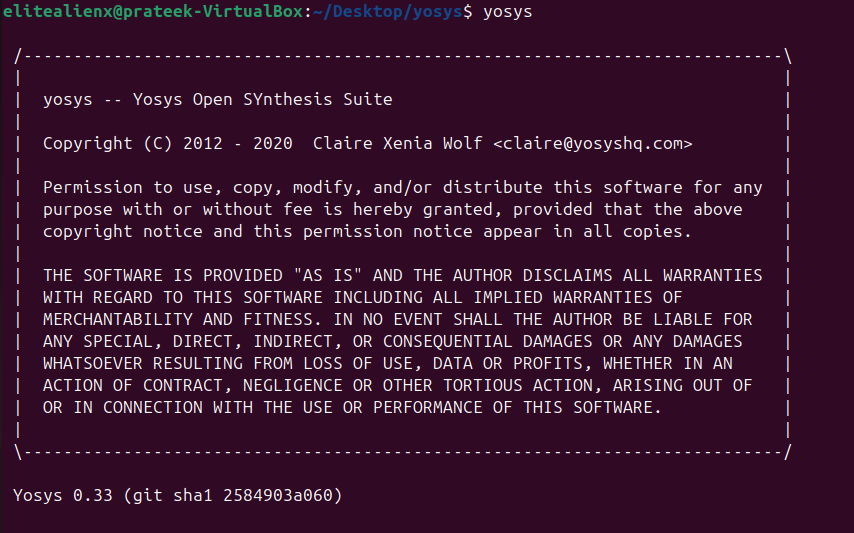 elitealienx@prateek-VirtualBox:~/Desktop/yosys$ yosys
/----------------------------------------------------------------------------\
|                                                                            |
|  yosys -- Yosys Open SYnthesis Suite                                       |
|                                                                            |
|  Copyright (C) 2012 - 2020  Claire Xenia Wolf <claire@yosyshq.com>         |
|                                                                            |
|  Permission to use, copy, modify, and/or distribute this software for any  |
|  purpose with or without fee is hereby granted, provided that the above    |
|  copyright notice and this permission notice appear in all copies.         |
|                                                                            |
|  THE SOFTWARE IS PROVIDED "AS IS" AND THE AUTHOR DISCLAIMS ALL WARRANTIES  |
|  WITH REGARD TO THIS SOFTWARE INCLUDING ALL IMPLIED WARRANTIES OF          |
|  MERCHANTABILITY AND FITNESS. IN NO EVENT SHALL THE AUTHOR BE LIABLE FOR   |
|  ANY SPECIAL, DIRECT, INDIRECT, OR CONSEQUENTIAL DAMAGES OR ANY DAMAGES    |
|  WHATSOEVER RESULTING FROM LOSS OF USE, DATA OR PROFITS, WHETHER IN AN     |
|  ACTION OF CONTRACT, NEGLIGENCE OR OTHER TORTIOUS ACTION, ARISING OUT OF   |
|  OR IN CONNECTION WITH THE USE OR PERFORMANCE OF THIS SOFTWARE.            |
|                                                                            |
\----------------------------------------------------------------------------/
Yosys 0.33 (git sha1 2584903a060)